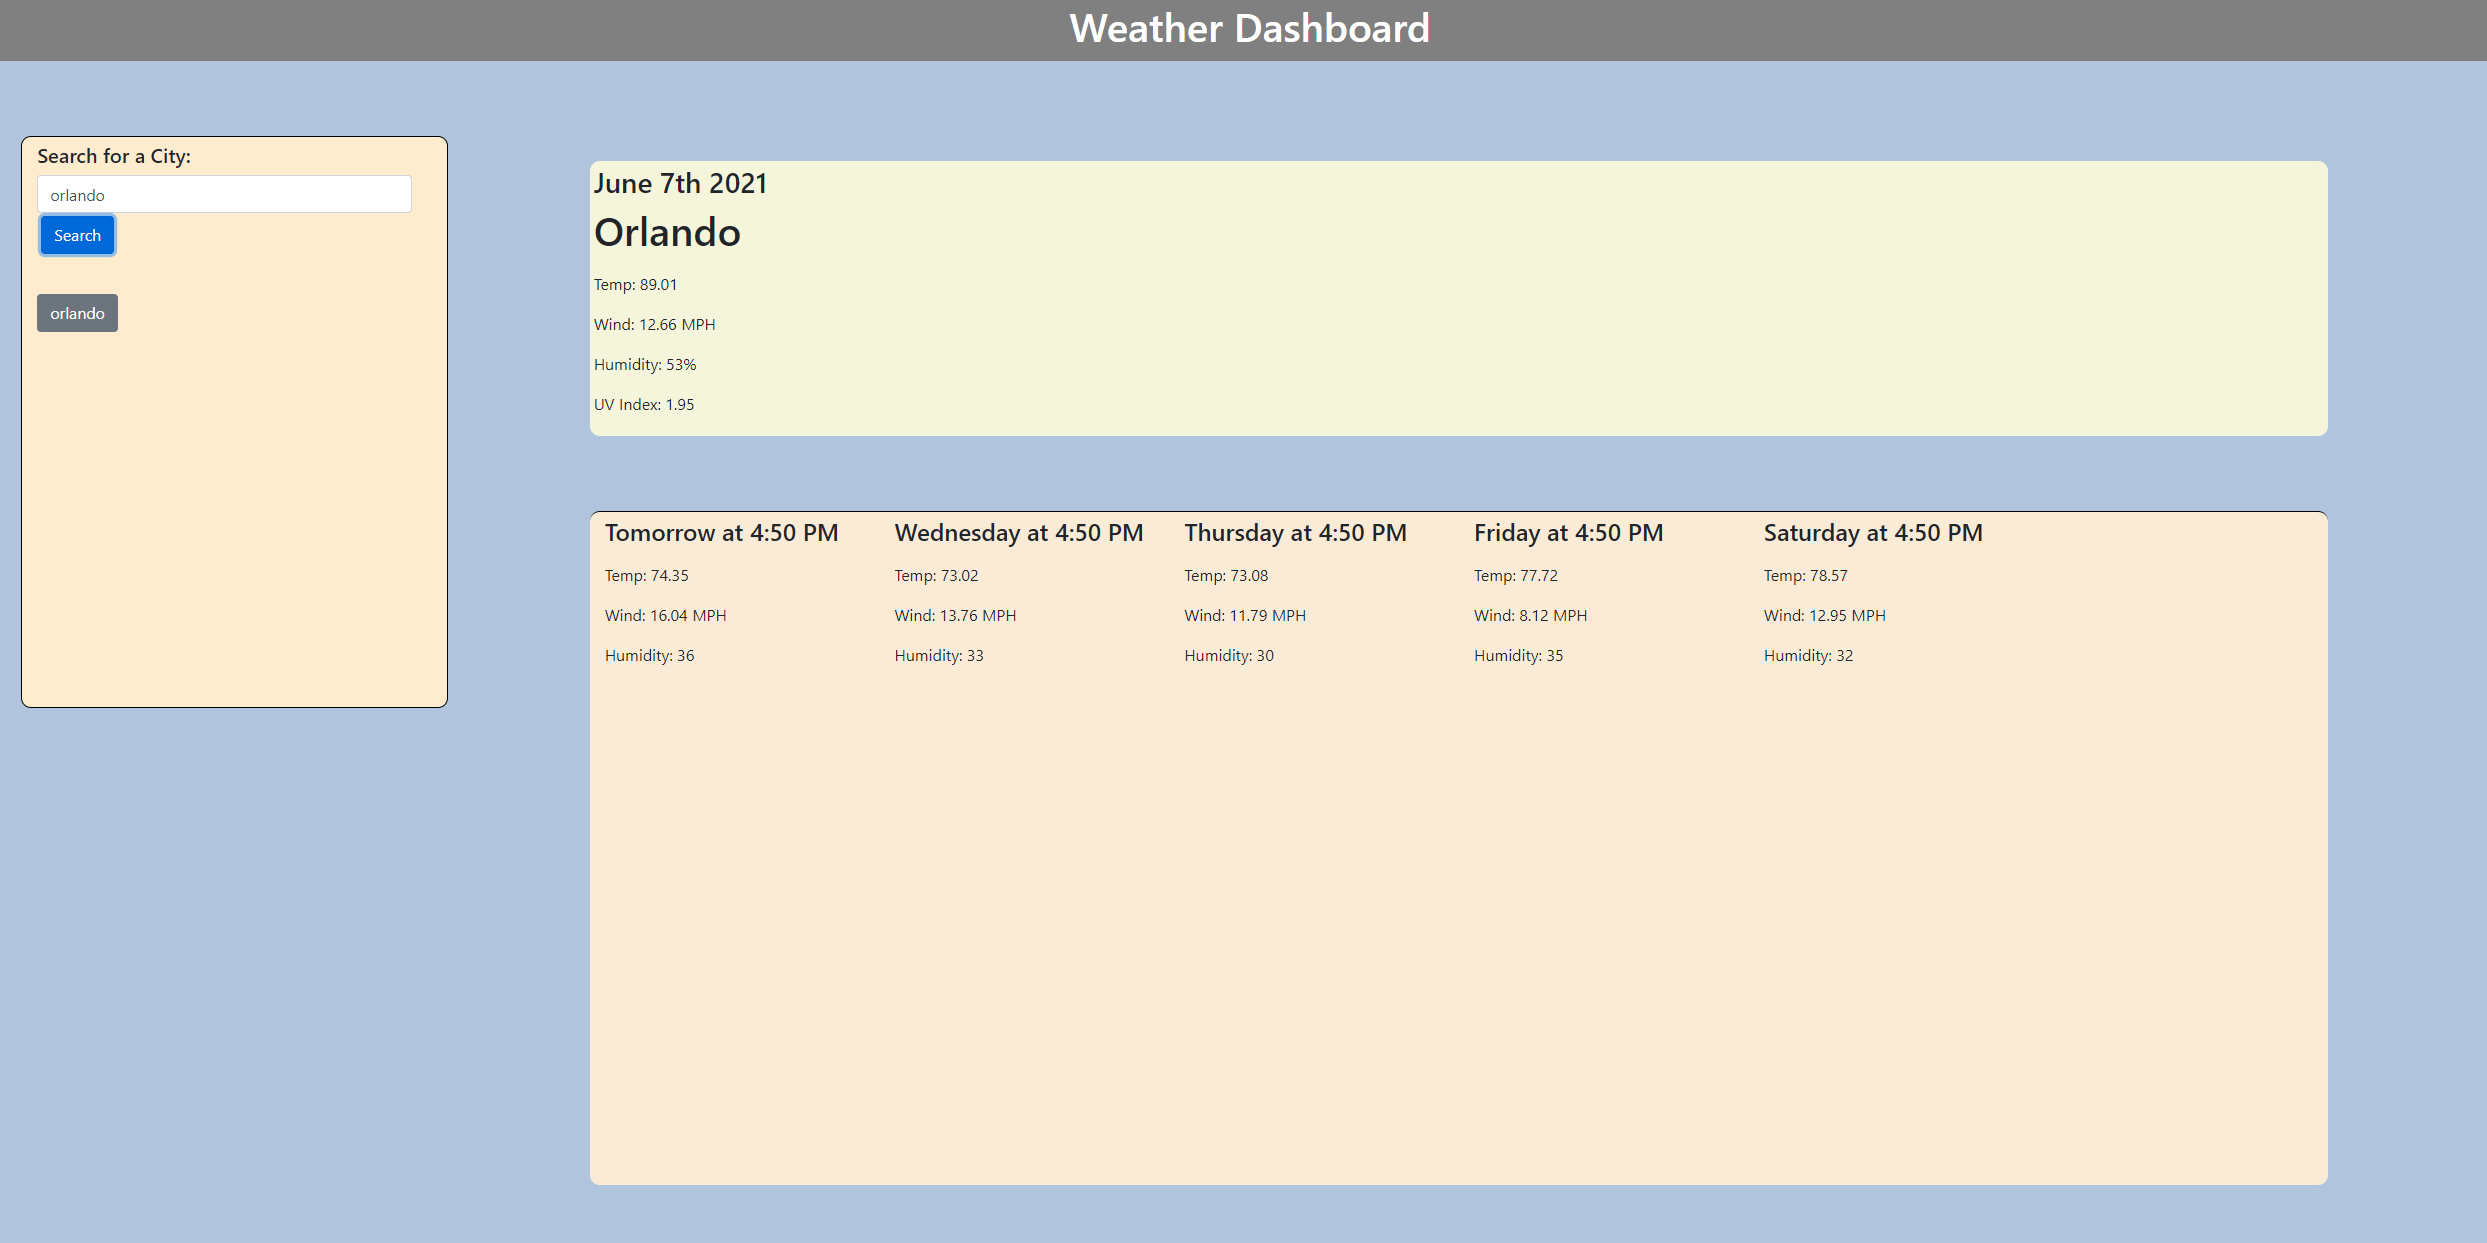 Weather Dashboard
Search for a City:
orlando
Search
orlando
June 7th 2021
Orlando
Temp: 89.01
Wind: 12.66 MPH
Humidity: 53%
UV Index: 1.95
Tomorrow at 4:50 PM
Temp: 74.35
Wind: 16.04 MPH
Humidity: 36
Wednesday at 4:50 PM
Temp: 73.02
Wind: 13.76 MPH
Humidity: 33
Thursday at 4:50 PM
Temp: 73.08
Wind: 11.79 MPH
Humidity: 30
Friday at 4:50 PM
Temp: 77.72
Wind: 8.12 MPH
Humidity: 35
Saturday at 4:50 PM
Temp: 78.57
Wind: 12.95 MPH
Humidity: 32